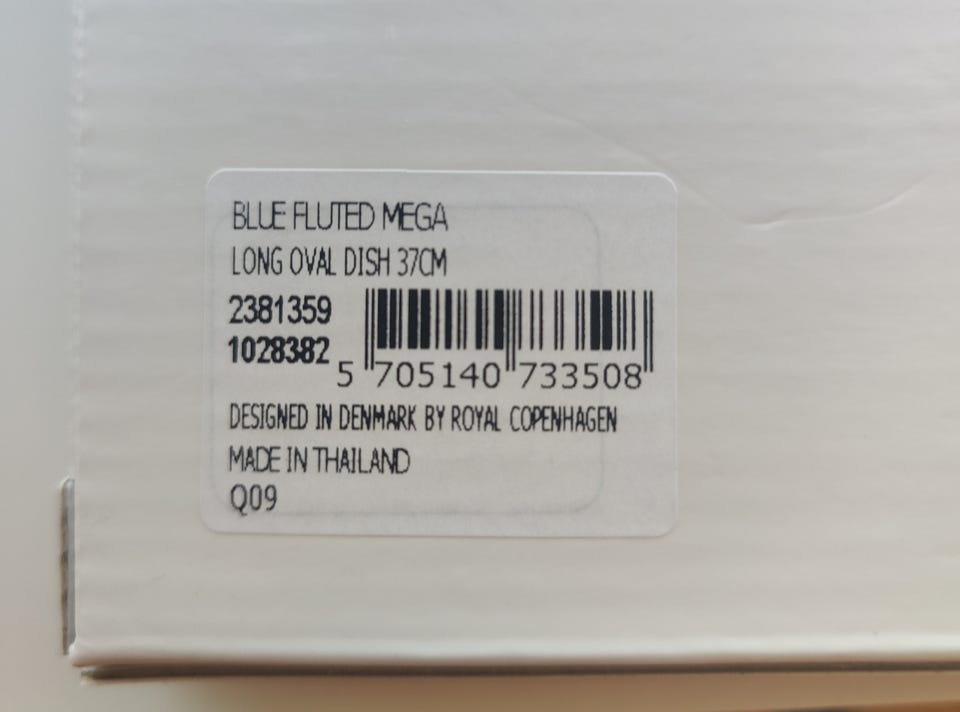 BLUE FLUTED MEGA
LONG OVAL DISH 37CM
2381359
1028382
5 705140 733508
DESIGNED IN DENMARK BY ROYAL COPENHAGEN
MADE IN THAILAND
Q09